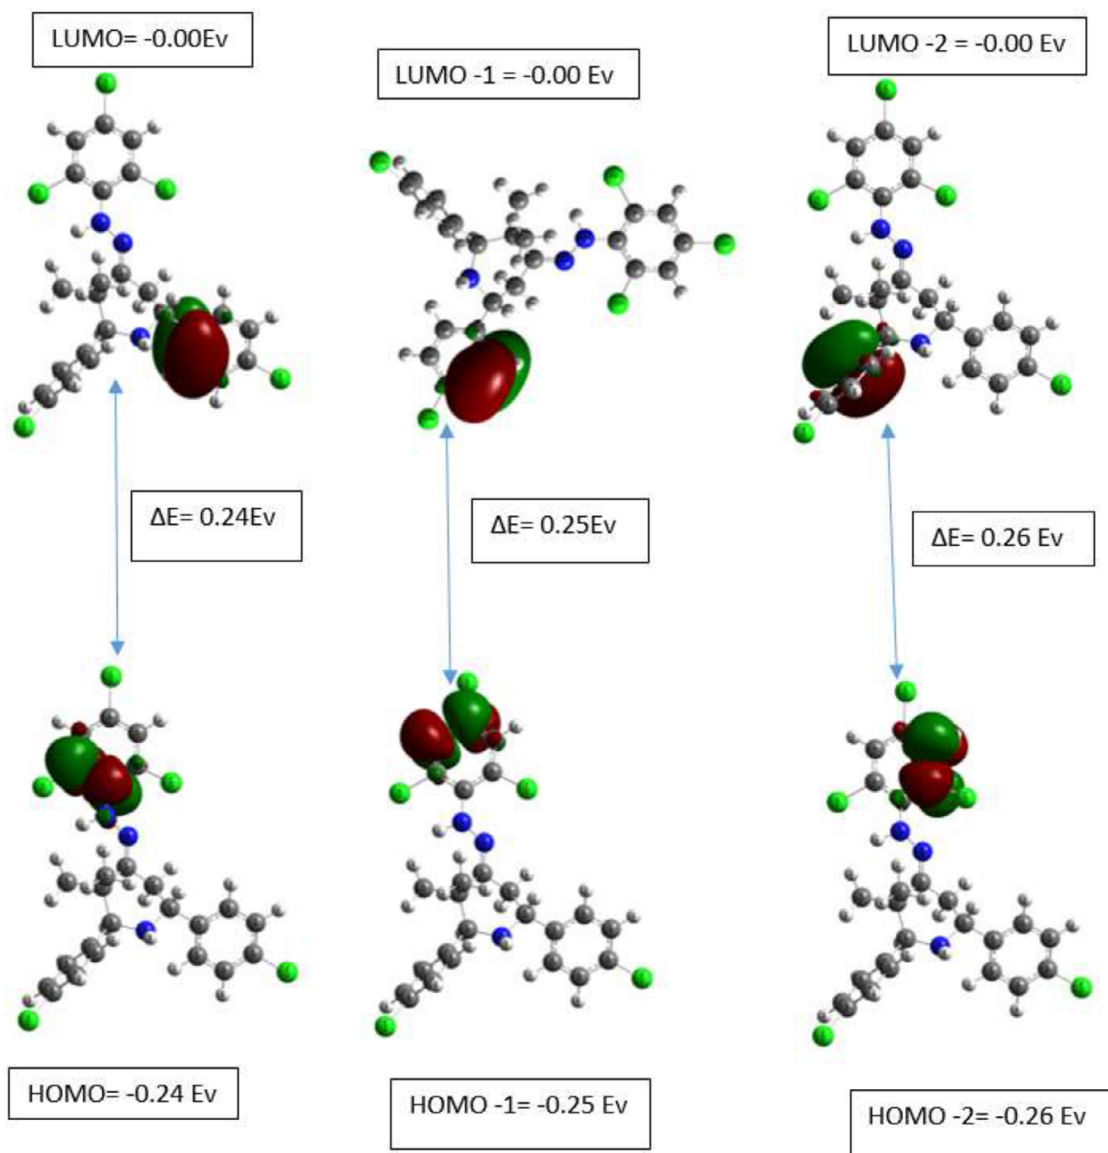 LUMO= -0.00Ev
LUMO -1 = -0.00 Ev
LUMO -2 = -0.00 Ev
ΔE= 0.24Ev
ΔE= 0.25Ev
ΔE= 0.26 Ev
HOMO= -0.24 Ev
HOMO -1= -0.25 Ev
HOMO -2= -0.26 Ev